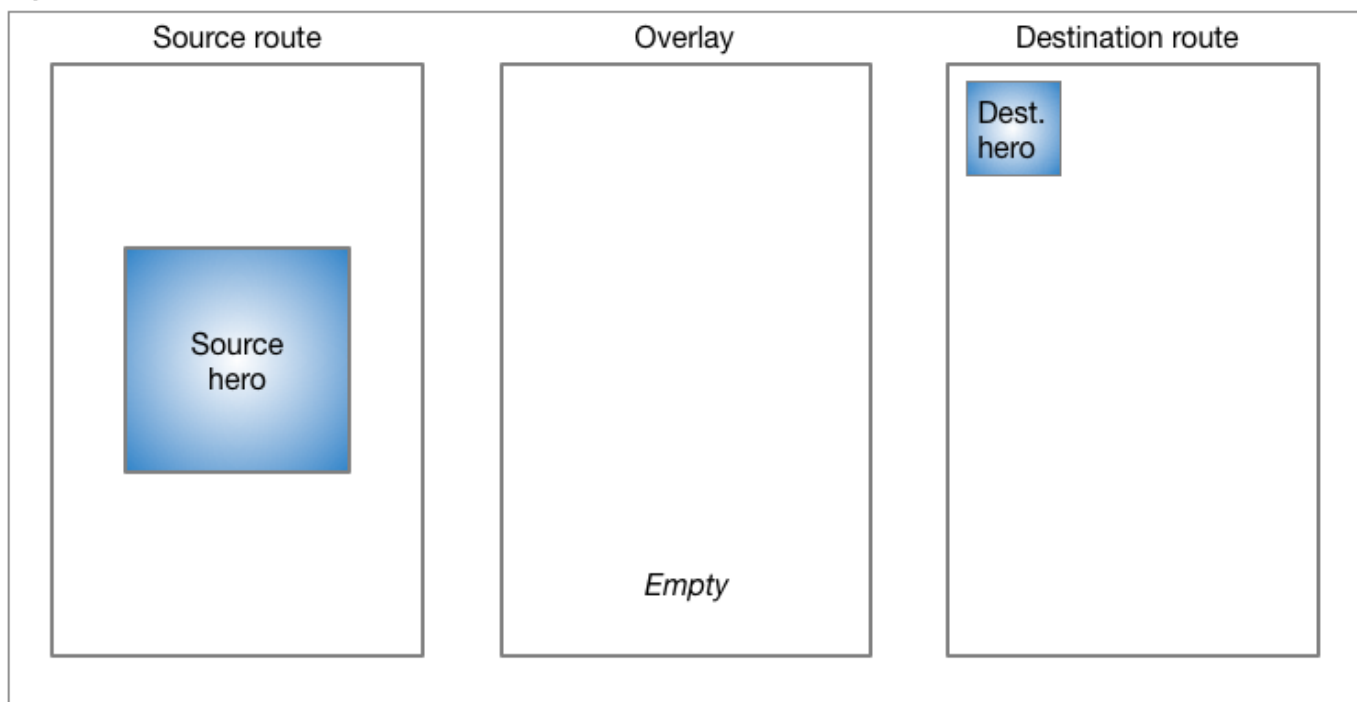 Source route
Overlay
Destination route
Dest.
hero
Source
hero
Empty